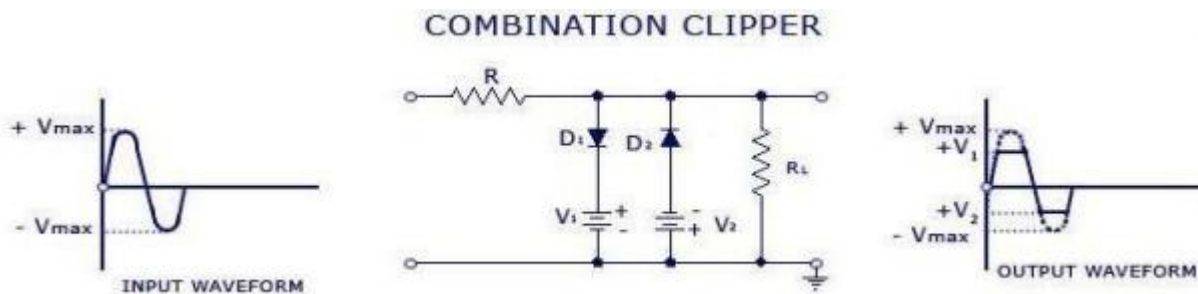 COMBINATION CLIPPER
+ Vmax
- Vmax
INPUT WAVEFORM
R
D1
D2
RL
V1
+
-
-
+
V2
+ Vmax
+V1
+V2
- Vmax
OUTPUT WAVEFORM